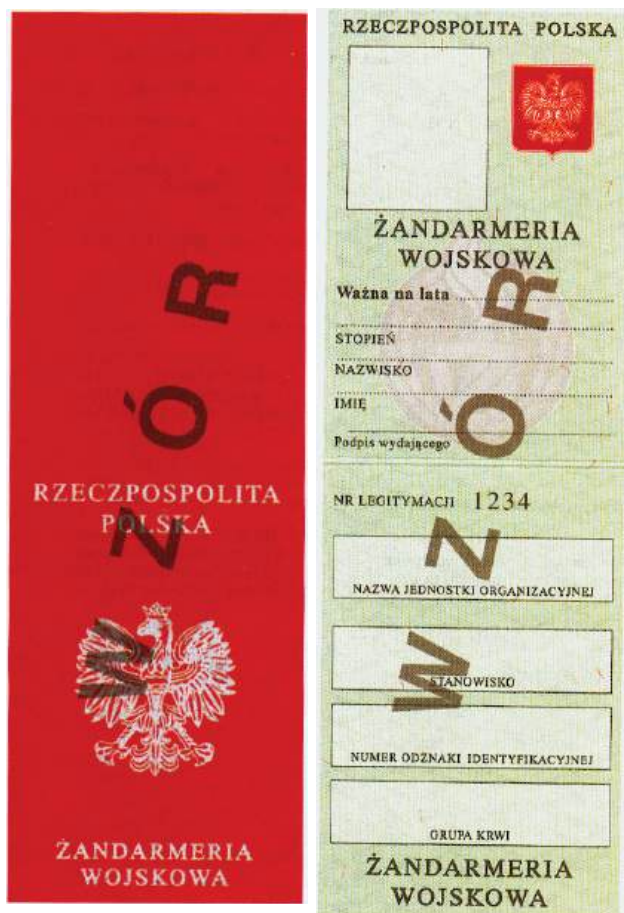 RZECZPOSPOLITA
POLSKA
ŻANDARMERIA
WOJSKOWA
WZÓR
RZECZPOSPOLITA POLSKA
ŻANDARMERIA
WOJSKOWA
Ważna na lata
STOPIEŃ
NAZWISKO
IMIĘ
Podpis wydającego
NR LEGITYMACJI 1234
NAZWA JEDNOSTKI ORGANIZACYJNEJ
STANOWISKO
NUMER ODZNAKI IDENTYFIKACYJNEJ
GRUPA KRWI
ŻANDARMERIA
WOJSKOWA
WZÓR